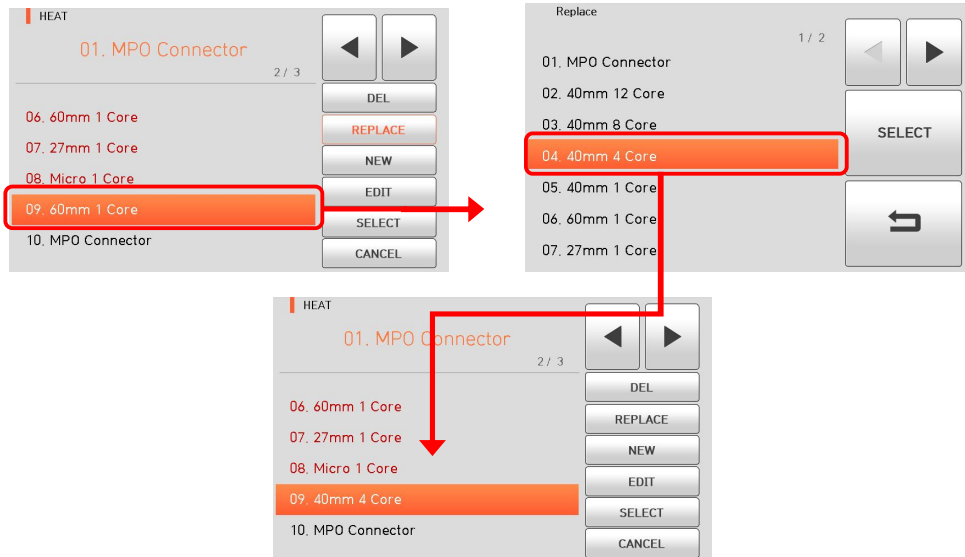 HEAT
01. MPO Connector
2 / 3
06. 60mm 1 Core
07. 27mm 1 Core
08. Micro 1 Core
09. 60mm 1 Core
10. MPO Connector
DEL
REPLACE
NEW
EDIT
SELECT
CANCEL
Replace
1 / 2
01. MPO Connector
02. 40mm 12 Core
03. 40mm 8 Core
04. 40mm 4 Core
05. 40mm 1 Core
06. 60mm 1 Core
07. 27mm 1 Core
SELECT
HEAT
01. MPO Connector
2 / 3
06. 60mm 1 Core
07. 27mm 1 Core
08. Micro 1 Core
09. 40mm 4 Core
10. MPO Connector
DEL
REPLACE
NEW
EDIT
SELECT
CANCEL